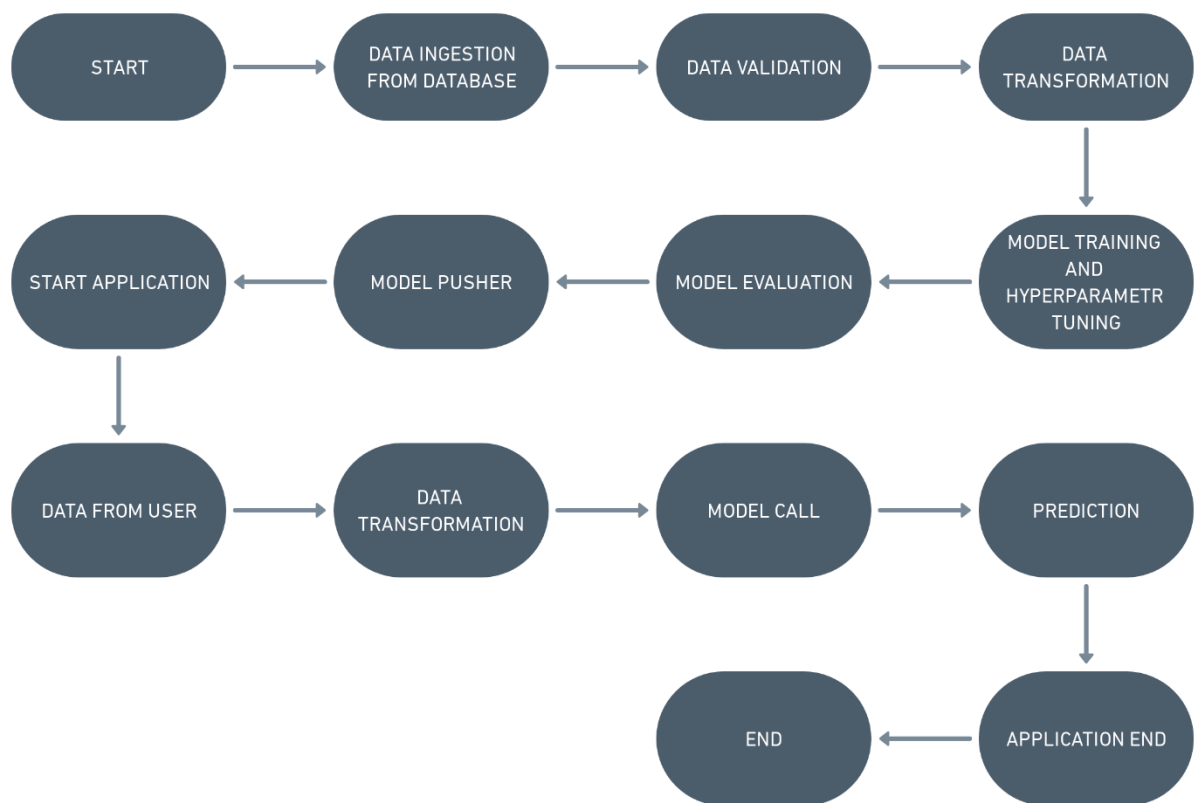 START
DATA INGESTION
FROM DATABASE
DATA VALIDATION
DATA
TRANSFORMATION
MODEL TRAINING
AND
HYPERPARAMETR
TUNING
MODEL EVALUATION
MODEL PUSHER
START APPLICATION
DATA FROM USER
DATA
TRANSFORMATION
MODEL CALL
PREDICTION
APPLICATION END
END